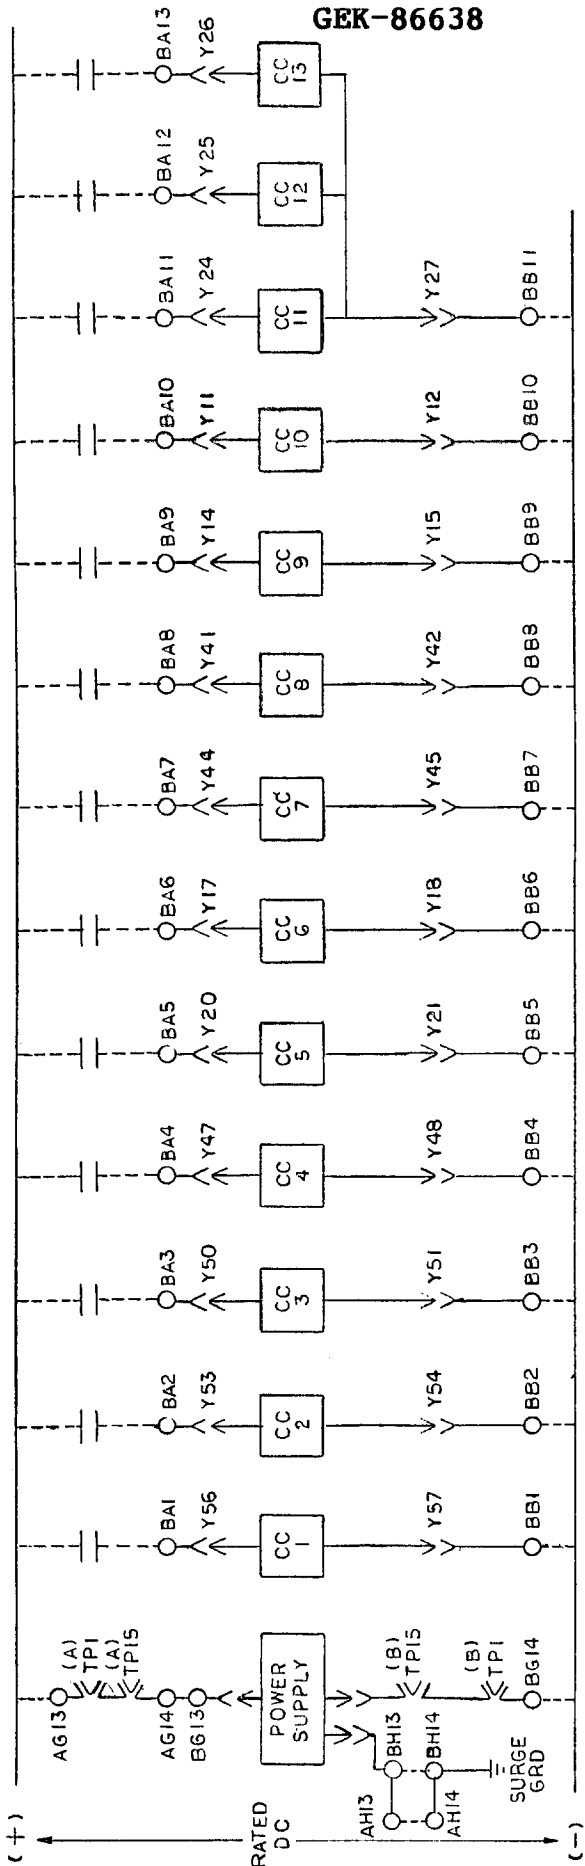 GEK-86638
(+)
RATED
DC
(-)
AG13
(A)
TP1
(A)
TP15
AG14
BG13
POWER
SUPPLY
(B)
TP15
(B)
TP1
BG14
BH13
BH14
AH13
AH14
SURGE
GRD
BA1
Y56
CC
1
Y57
BB1
BA2
Y53
CC
2
Y54
BB2
BA3
Y50
CC
3
Y51
BB3
BA4
Y47
CC
4
Y48
BB4
BA5
Y20
CC
5
Y21
BB5
BA6
Y17
CC
6
Y18
BB6
BA7
Y44
CC
7
Y45
BB7
BA8
Y41
CC
8
Y42
BB8
BA9
Y14
CC
9
Y15
BB9
BA10
Y11
CC
10
Y12
BB10
BA11
Y24
CC
11
Y27
BB11
BA12
Y25
CC
12
BA13
Y26
CC
13